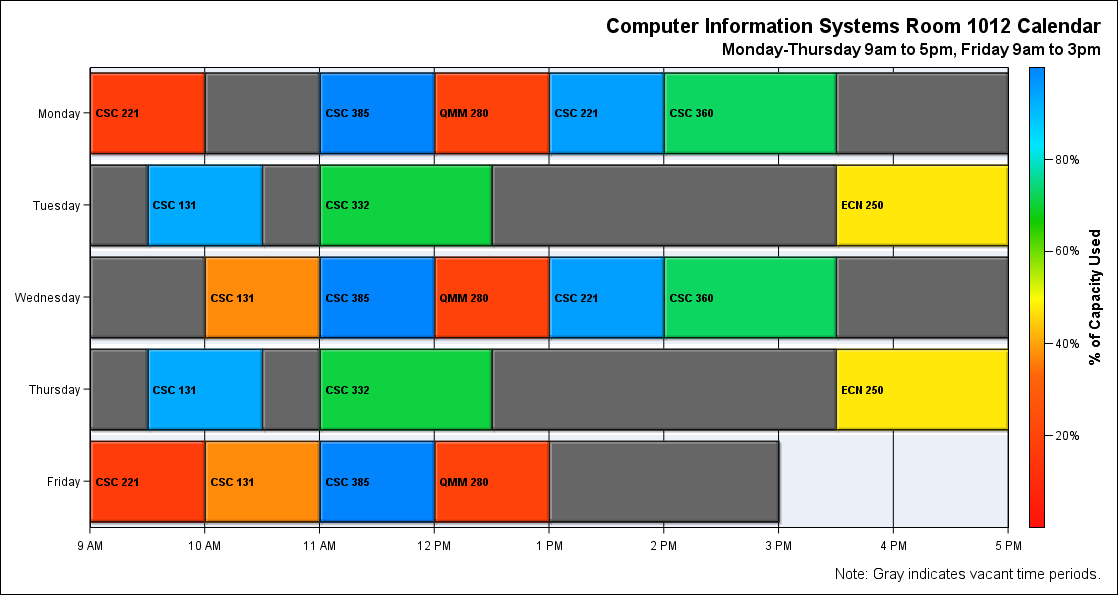 Computer Information Systems Room 1012 Calendar
Monday-Thursday 9am to 5pm, Friday 9am to 3pm
Monday
CSC 221
CSC 385
QMM 280
CSC 221
CSC 360
Tuesday
CSC 131
CSC 332
ECN 250
Wednesday
CSC 131
CSC 385
QMM 280
CSC 221
CSC 360
Thursday
CSC 131
CSC 332
ECN 250
Friday
CSC 221
CSC 131
CSC 385
QMM 280
9 AM
10 AM
11 AM
12 PM
1 PM
2 PM
3 PM
4 PM
5 PM
80%
60%
40%
20%
% of Capacity Used
Note: Gray indicates vacant time periods.